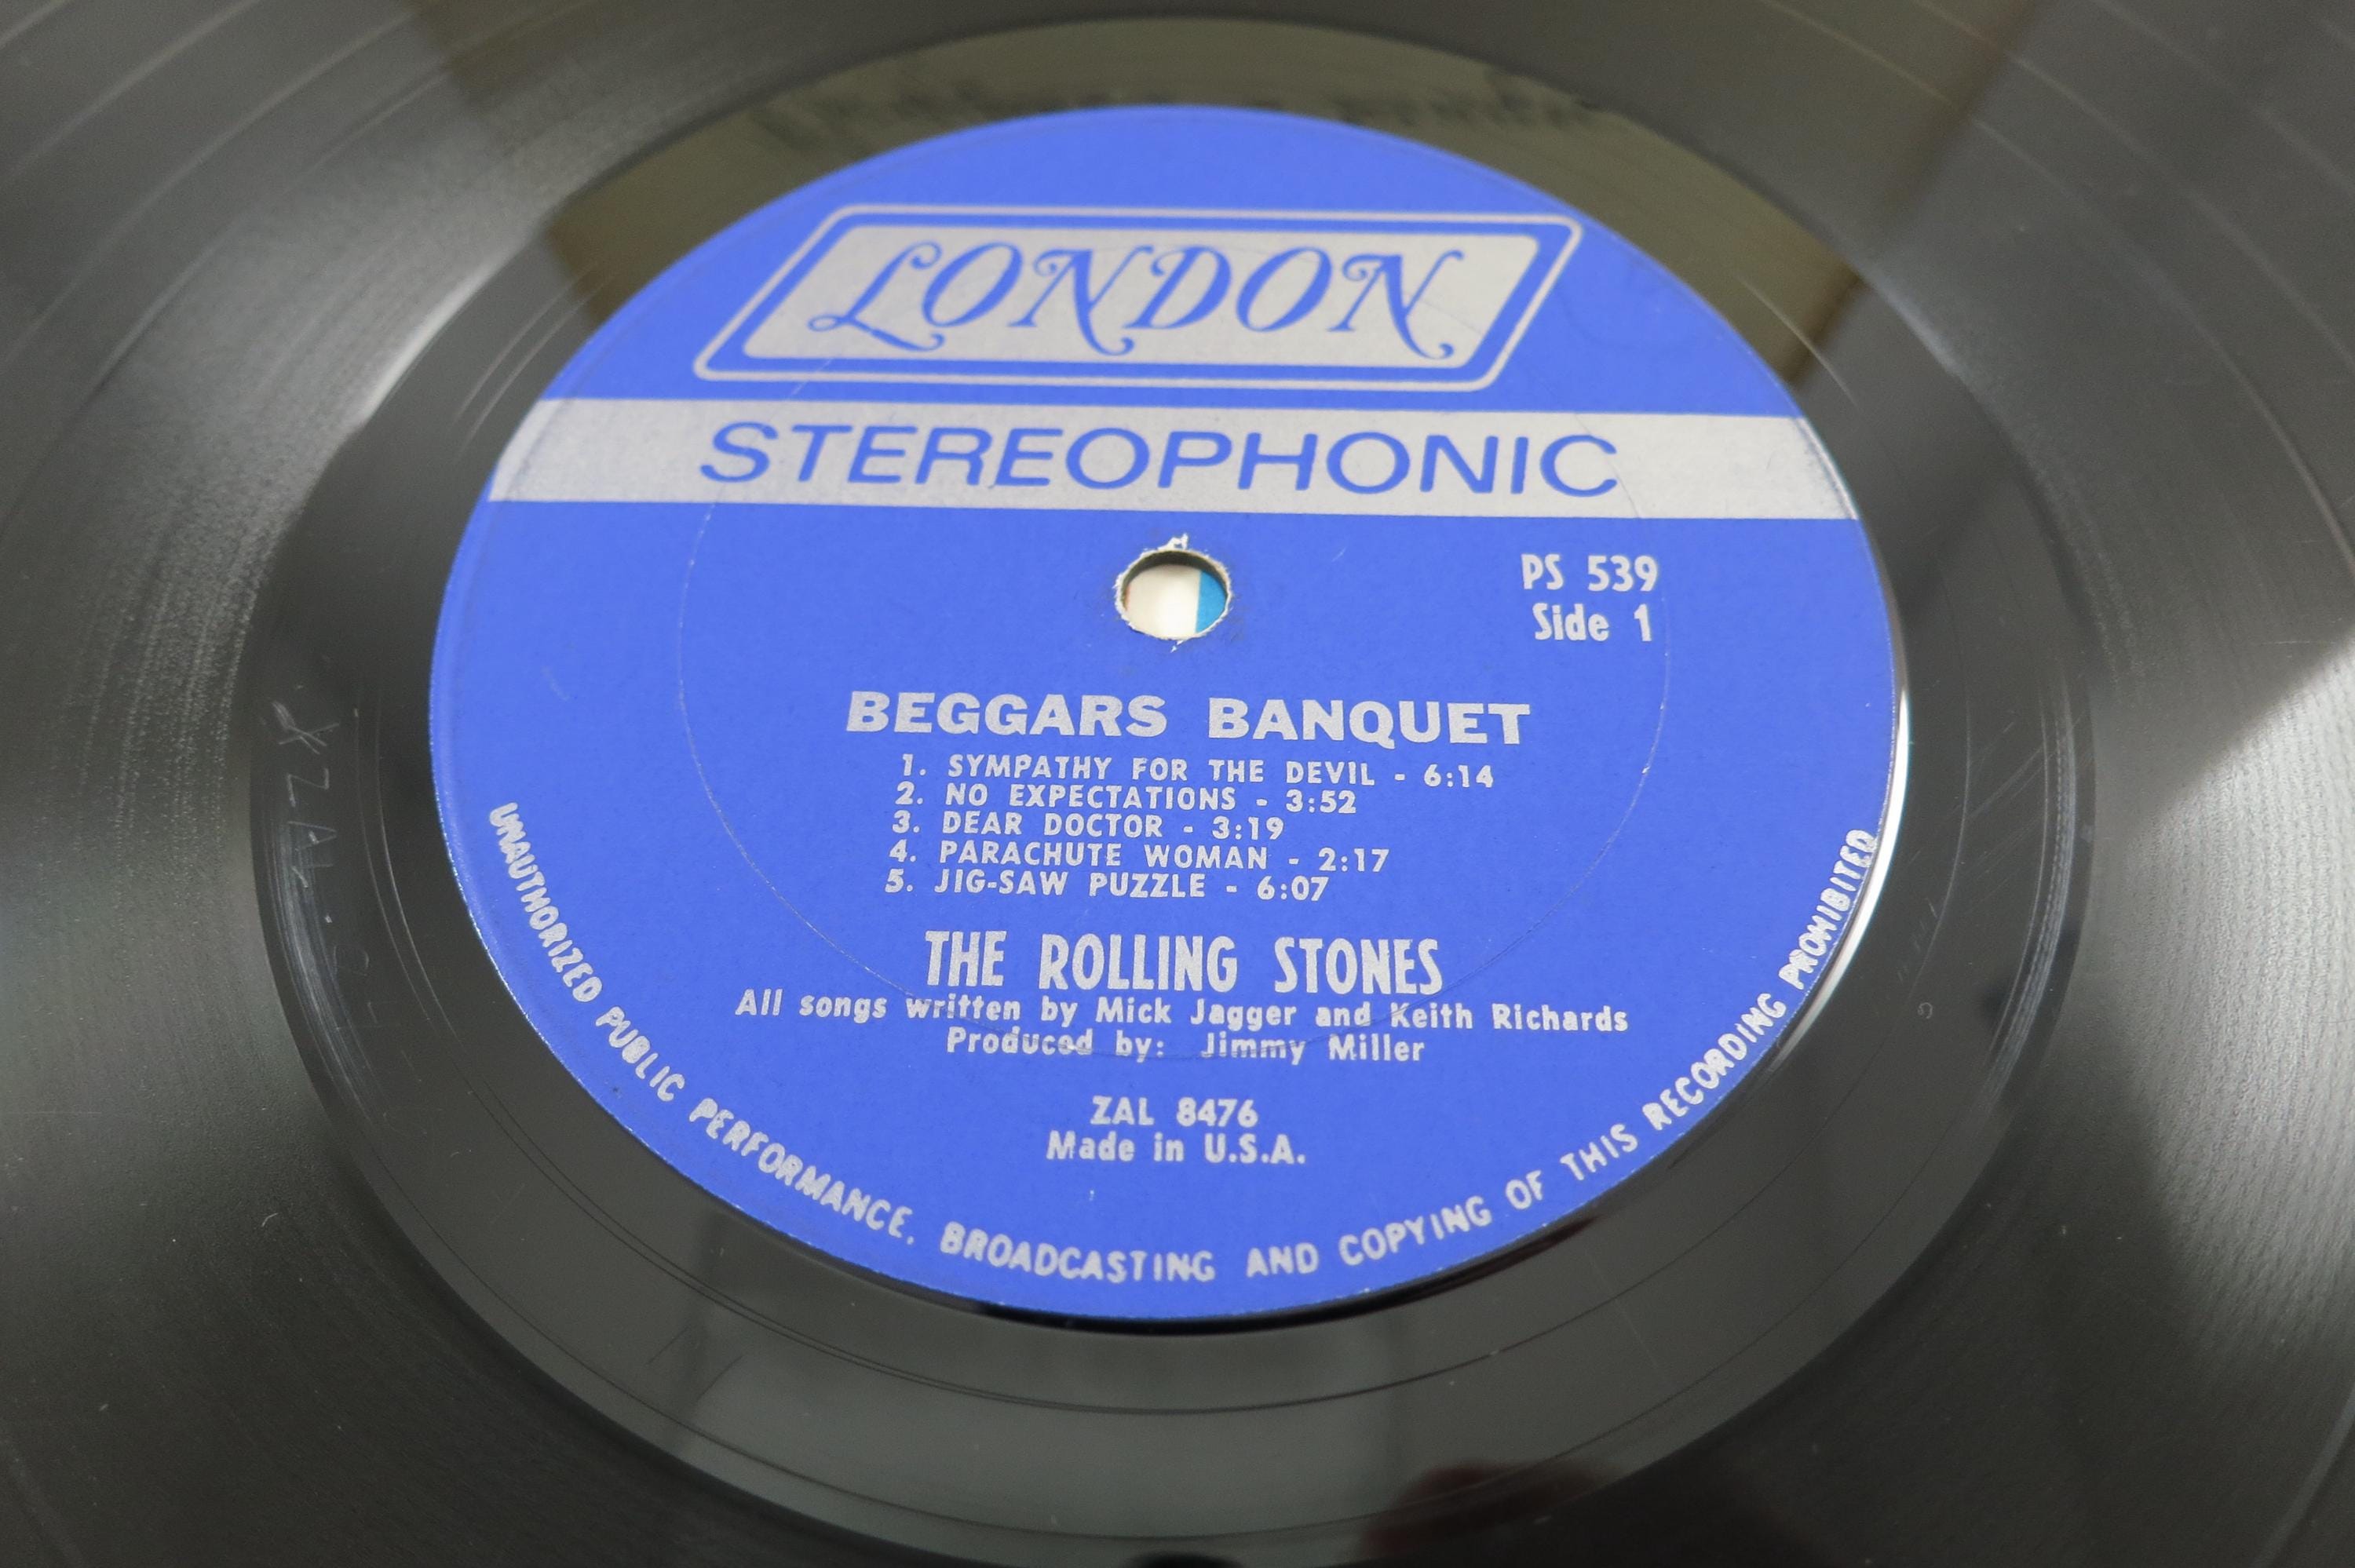 LONDON
STEREOPHONIC
PS 539
Side 1
BEGGARS BANQUET
1. SYMPATHY FOR THE DEVIL - 6:14
2. NO EXPECTATIONS - 3:52
3. DEAR DOCTOR - 3:19
4. PARACHUTE WOMAN - 2:17
5. JIG-SAW PUZZLE - 6:07
THE ROLLING STONES
All songs written by Mick Jagger and Keith Richards
Produced by: Jimmy Miller
ZAL 8476
Made in U.S.A.
UNAUTHORIZED PUBLIC PERFORMANCE, BROADCASTING AND COPYING OF THIS RECORDING PROHIBITED